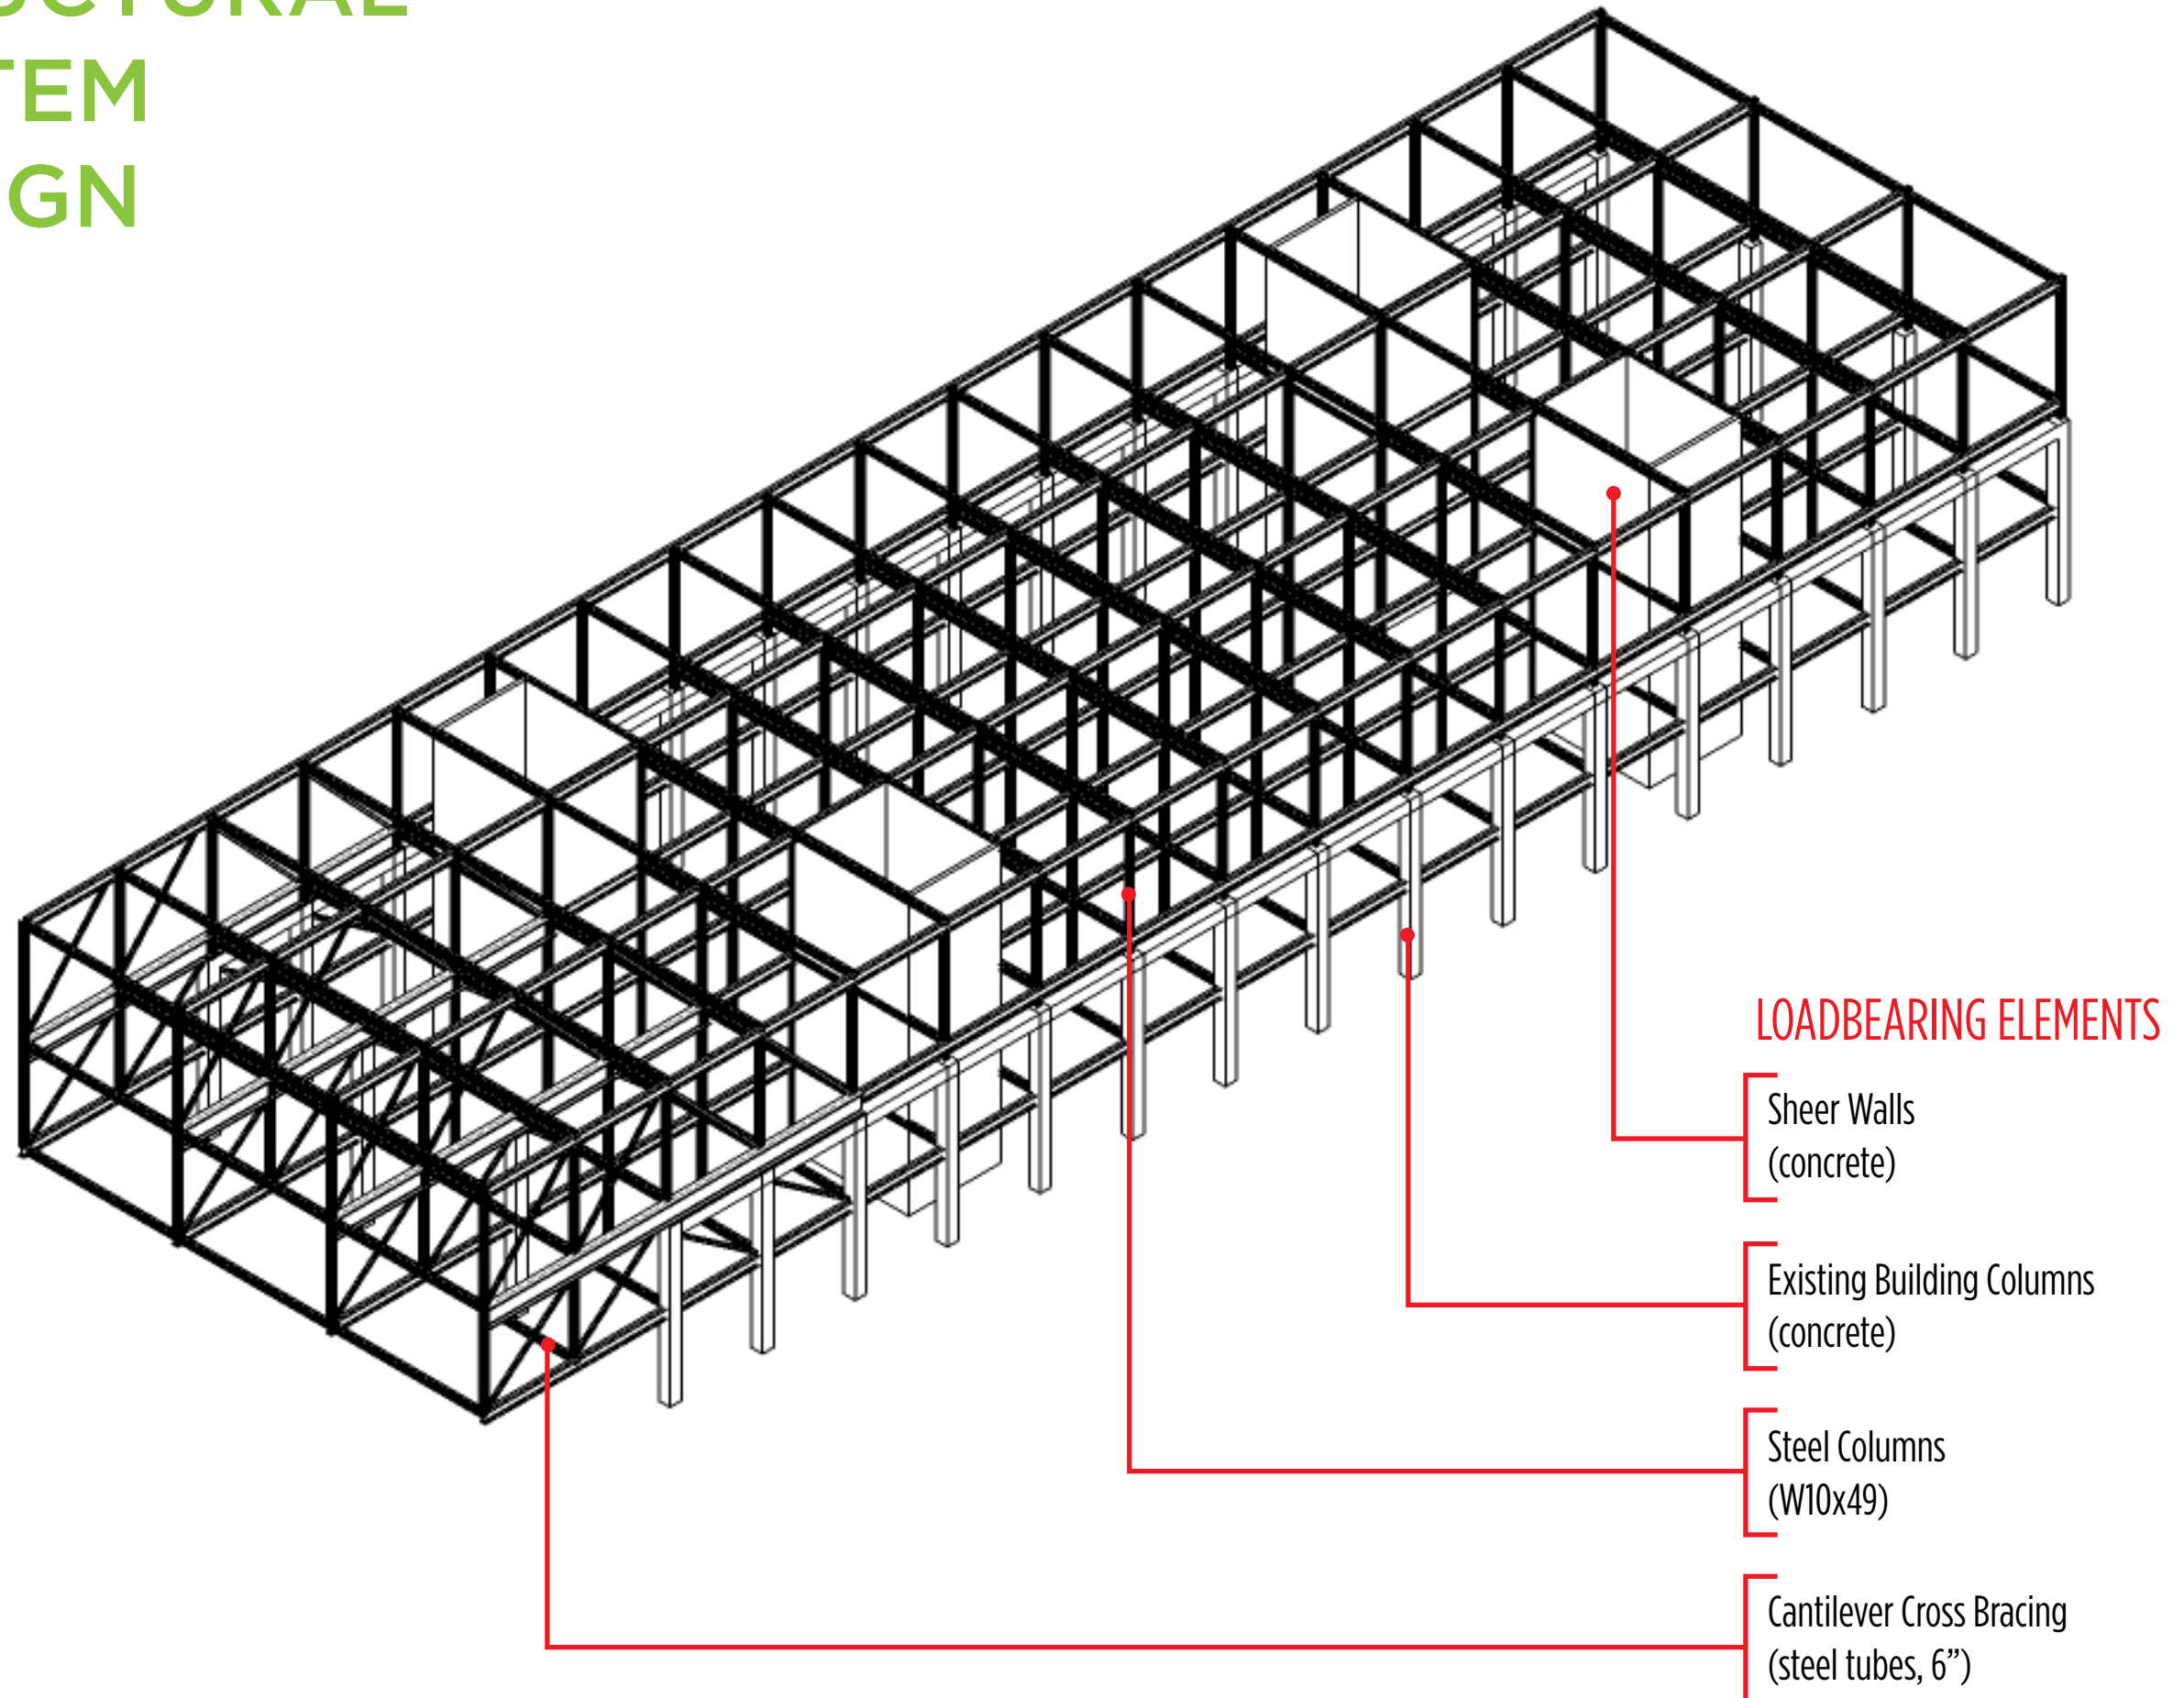 UCTURAL
TEM
GN
LOADBEARING ELEMENTS
Sheer Walls
(concrete)
Existing Building Columns
(concrete)
Steel Columns
(W10x49)
Cantilever Cross Bracing
(steel tubes, 6”)